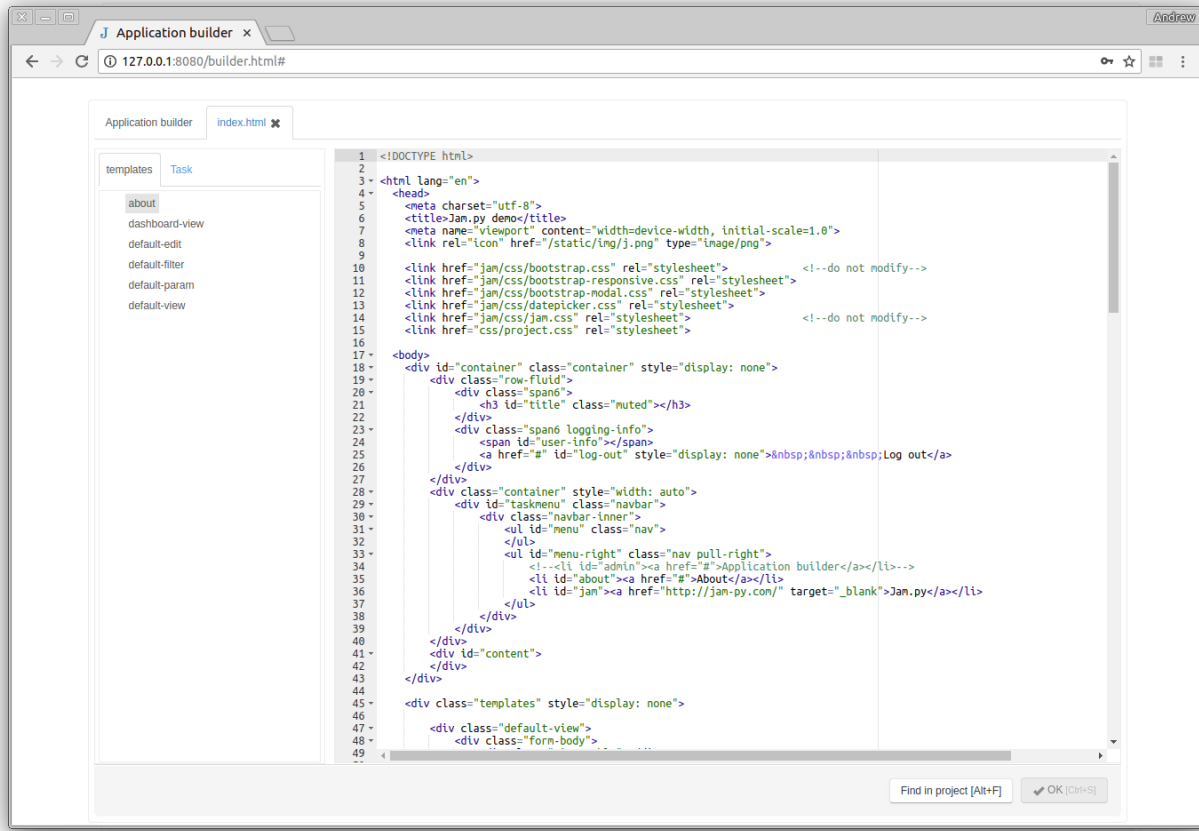 Andrew
J Application builder ×
127.0.0.1:8080/builder.html#
Application builder
index.html
templates
Task
about
dashboard-view
default-edit
default-filter
default-param
default-view
1 <!DOCTYPE html>
2
3 <html lang="en">
4 <head>
5 <meta charset="utf-8">
6 <title>Jam.py demo</title>
7 <meta name="viewport" content="width=device-width, initial-scale=1.0">
8 <link rel="icon" href="/static/img/j.png" type="image/png">
9
10 <link href="jam/css/bootstrap.css" rel="stylesheet"> <!--do not modify-->
11 <link href="jam/css/bootstrap-responsive.css" rel="stylesheet">
12 <link href="jam/css/bootstrap-modal.css" rel="stylesheet">
13 <link href="jam/css/datepicker.css" rel="stylesheet">
14 <link href="jam/css/jam.css" rel="stylesheet"> <!--do not modify-->
15 <link href="css/project.css" rel="stylesheet">
16
17 <body>
18 <div id="container" class="container" style="display: none">
19 <div class="row-fluid">
20 <div class="span6">
21 <h3 id="title" class="muted"></h3>
22 </div>
23 <div class="span6 logging-info">
24 <span id="user-info"></span>
25 <a href="#" id="log-out" style="display: none">&nbsp;&nbsp;&nbsp;Log out</a>
26 </div>
27 </div>
28 <div class="container" style="width: auto">
29 <div id="taskmenu" class="navbar">
30 <div class="navbar-inner">
31 <ul id="menu" class="nav">
32 </ul>
33 <ul id="menu-right" class="nav pull-right">
34 <!--<li id="admin"><a href="#">Application builder</a></li>-->
35 <li id="about"><a href="#">About</a></li>
36 <li id="jam"><a href="http://jam-py.com/" target="_blank">Jam.py</a></li>
37 </ul>
38 </div>
39 </div>
40 </div>
41 <div id="content">
42 </div>
43 </div>
44
45 <div class="templates" style="display: none">
46
47 <div class="default-view">
48 <div class="form-body">
49
Find in project [Alt+F]
OK [Ctrl+S]